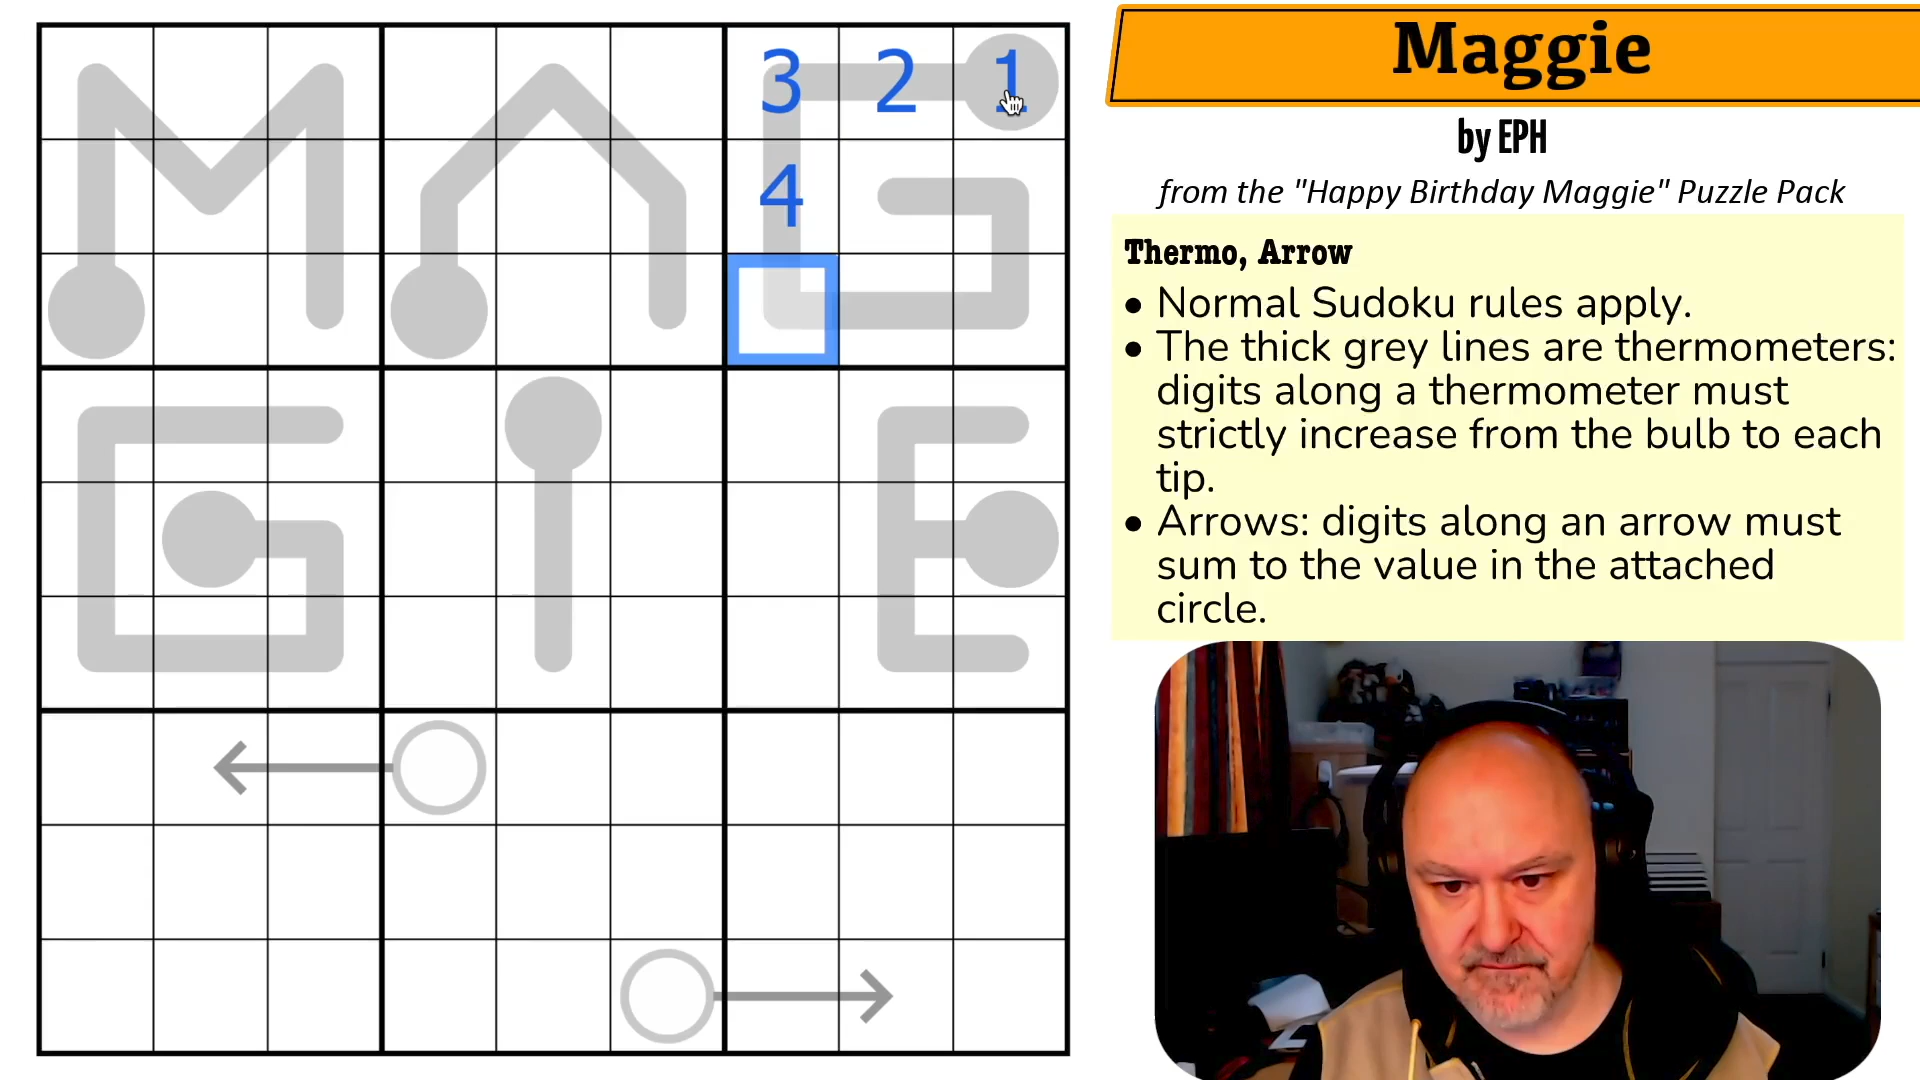 3 2 1
4
Maggie
by EPH
from the "Happy Birthday Maggie" Puzzle Pack
Thermo, Arrow
• Normal Sudoku rules apply.
• The thick grey lines are thermometers:
digits along a thermometer must
strictly increase from the bulb to each
tip.
• Arrows: digits along an arrow must
sum to the value in the attached
circle.